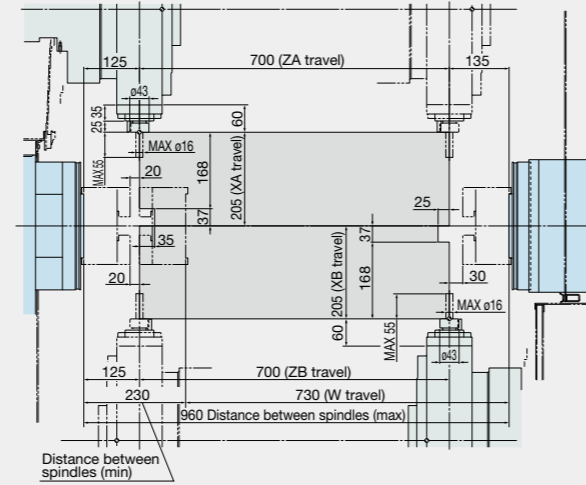 125
700 (ZA travel)
135
ø43
35
25
60
MAX 55
MAX ø16
20
168
205 (XA travel)
37
25
35
37
20
205 (XB travel)
168
30
MAX ø16
60
MAX 55
ø43
125
700 (ZB travel)
230
730 (W travel)
960 Distance between spindles (max)
Distance between
spindles (min)